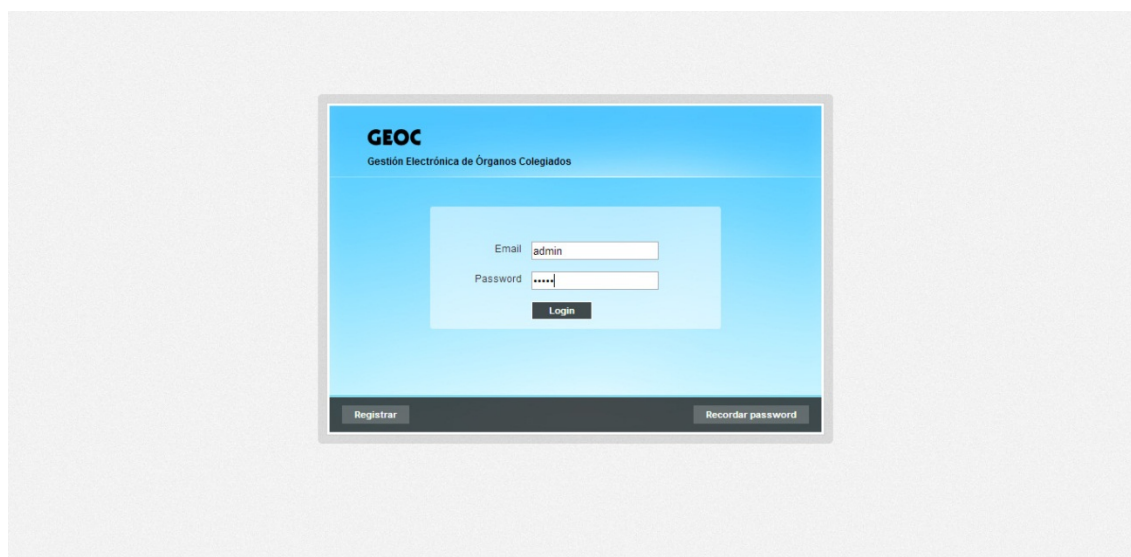 GEOC
Gestión Electrónica de Órganos Colegiados
Email admin
Password •••••
Login
Registrar Recordar password